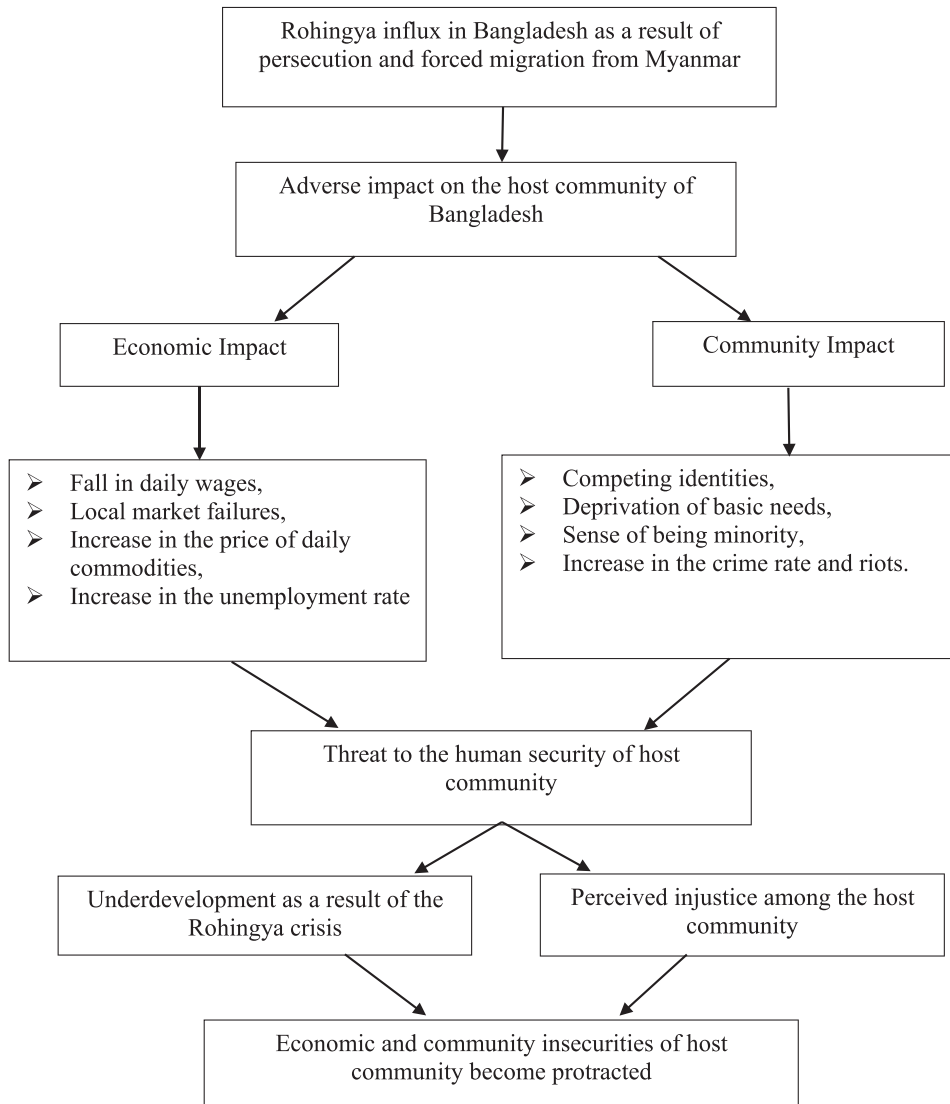 Rohingya influx in Bangladesh as a result of
persecution and forced migration from Myanmar
Adverse impact on the host community of
Bangladesh
Economic Impact
Community Impact
➢ Fall in daily wages,
➢ Local market failures,
➢ Increase in the price of daily
commodities,
➢ Increase in the unemployment rate
➢ Competing identities,
➢ Deprivation of basic needs,
➢ Sense of being minority,
➢ Increase in the crime rate and riots.
Threat to the human security of host
community
Underdevelopment as a result of the
Rohingya crisis
Perceived injustice among the host
community
Economic and community insecurities of host
community become protracted